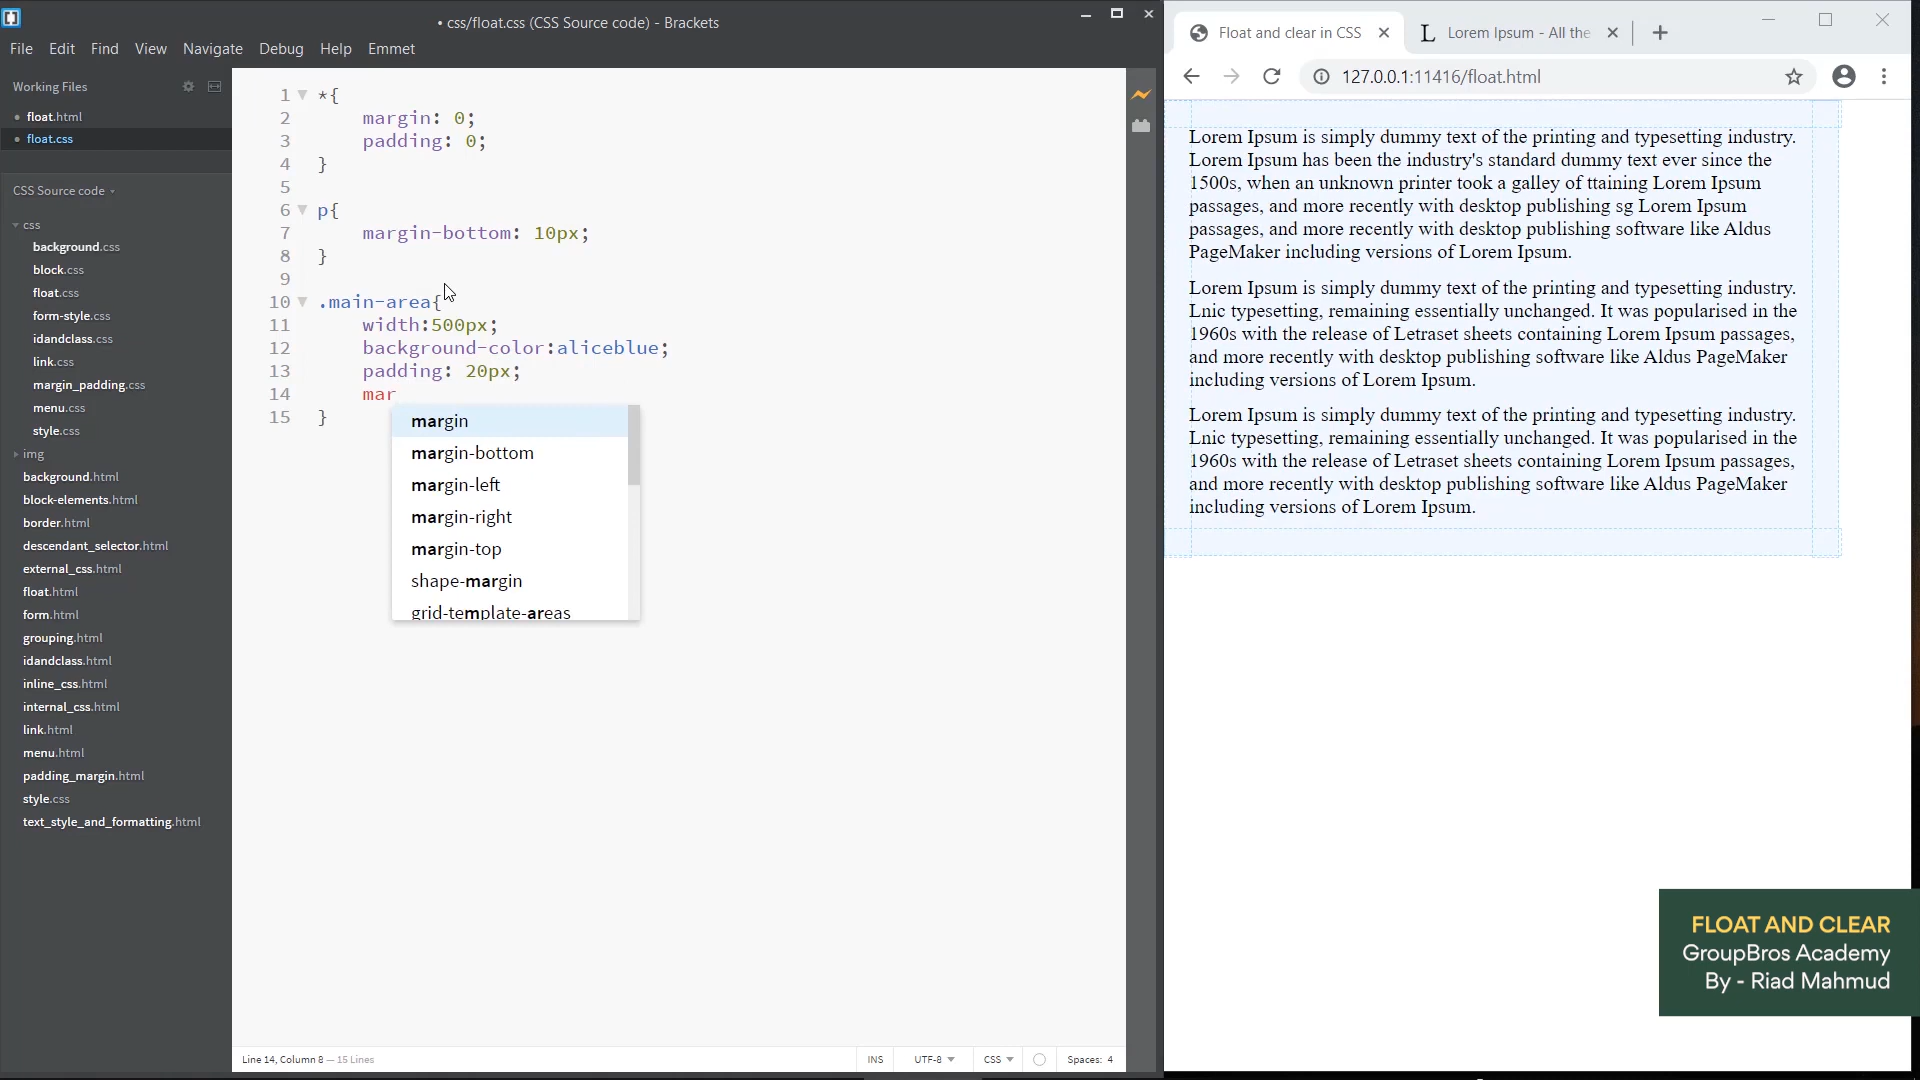 • css/float.css (CSS Source code) - Brackets
File Edit Find View Navigate Debug Help Emmet
Working Files
float.html
float.css
CSS Source code
css
background.css
block.css
float.css
form-style.css
idandclass.css
link.css
margin_padding.css
menu.css
style.css
img
background.html
block-elements.html
border.html
descendant_selector.html
external_css.html
float.html
form.html
grouping.html
idandclass.html
inline_css.html
internal_css.html
link.html
menu.html
padding_margin.html
style.css
text_style_and_formatting.html
1 *{
2 margin: 0;
3 padding: 0;
4 }
5
6 p{
7 margin-bottom: 10px;
8 }
9
10 .main-area{
11 width:500px;
12 background-color:aliceblue;
13 padding: 20px;
14 mar
15 }
margin
margin-bottom
margin-left
margin-right
margin-top
shape-margin
grid-template-areas
Line 14, Column 8 — 15 Lines
INS UTF-8 CSS Spaces: 4
Float and clear in CSS
Lorem Ipsum - All the
127.0.0.1:11416/float.html
Lorem Ipsum is simply dummy text of the printing and typesetting industry.
Lorem Ipsum has been the industry's standard dummy text ever since the
1500s, when an unknown printer took a galley of ttaining Lorem Ipsum
passages, and more recently with desktop publishing sg Lorem Ipsum
passages, and more recently with desktop publishing software like Aldus
PageMaker including versions of Lorem Ipsum.
Lorem Ipsum is simply dummy text of the printing and typesetting industry.
Lnic typesetting, remaining essentially unchanged. It was popularised in the
1960s with the release of Letraset sheets containing Lorem Ipsum passages,
and more recently with desktop publishing software like Aldus PageMaker
including versions of Lorem Ipsum.
Lorem Ipsum is simply dummy text of the printing and typesetting industry.
Lnic typesetting, remaining essentially unchanged. It was popularised in the
1960s with the release of Letraset sheets containing Lorem Ipsum passages,
and more recently with desktop publishing software like Aldus PageMaker
including versions of Lorem Ipsum.
FLOAT AND CLEAR
GroupBros Academy
By - Riad Mahmud